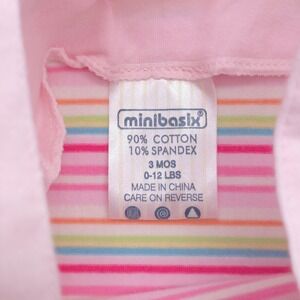 minibasix
90% COTTON
10% SPANDEX
3 MOS
0-12 LBS
MADE IN CHINA
CARE ON REVERSE